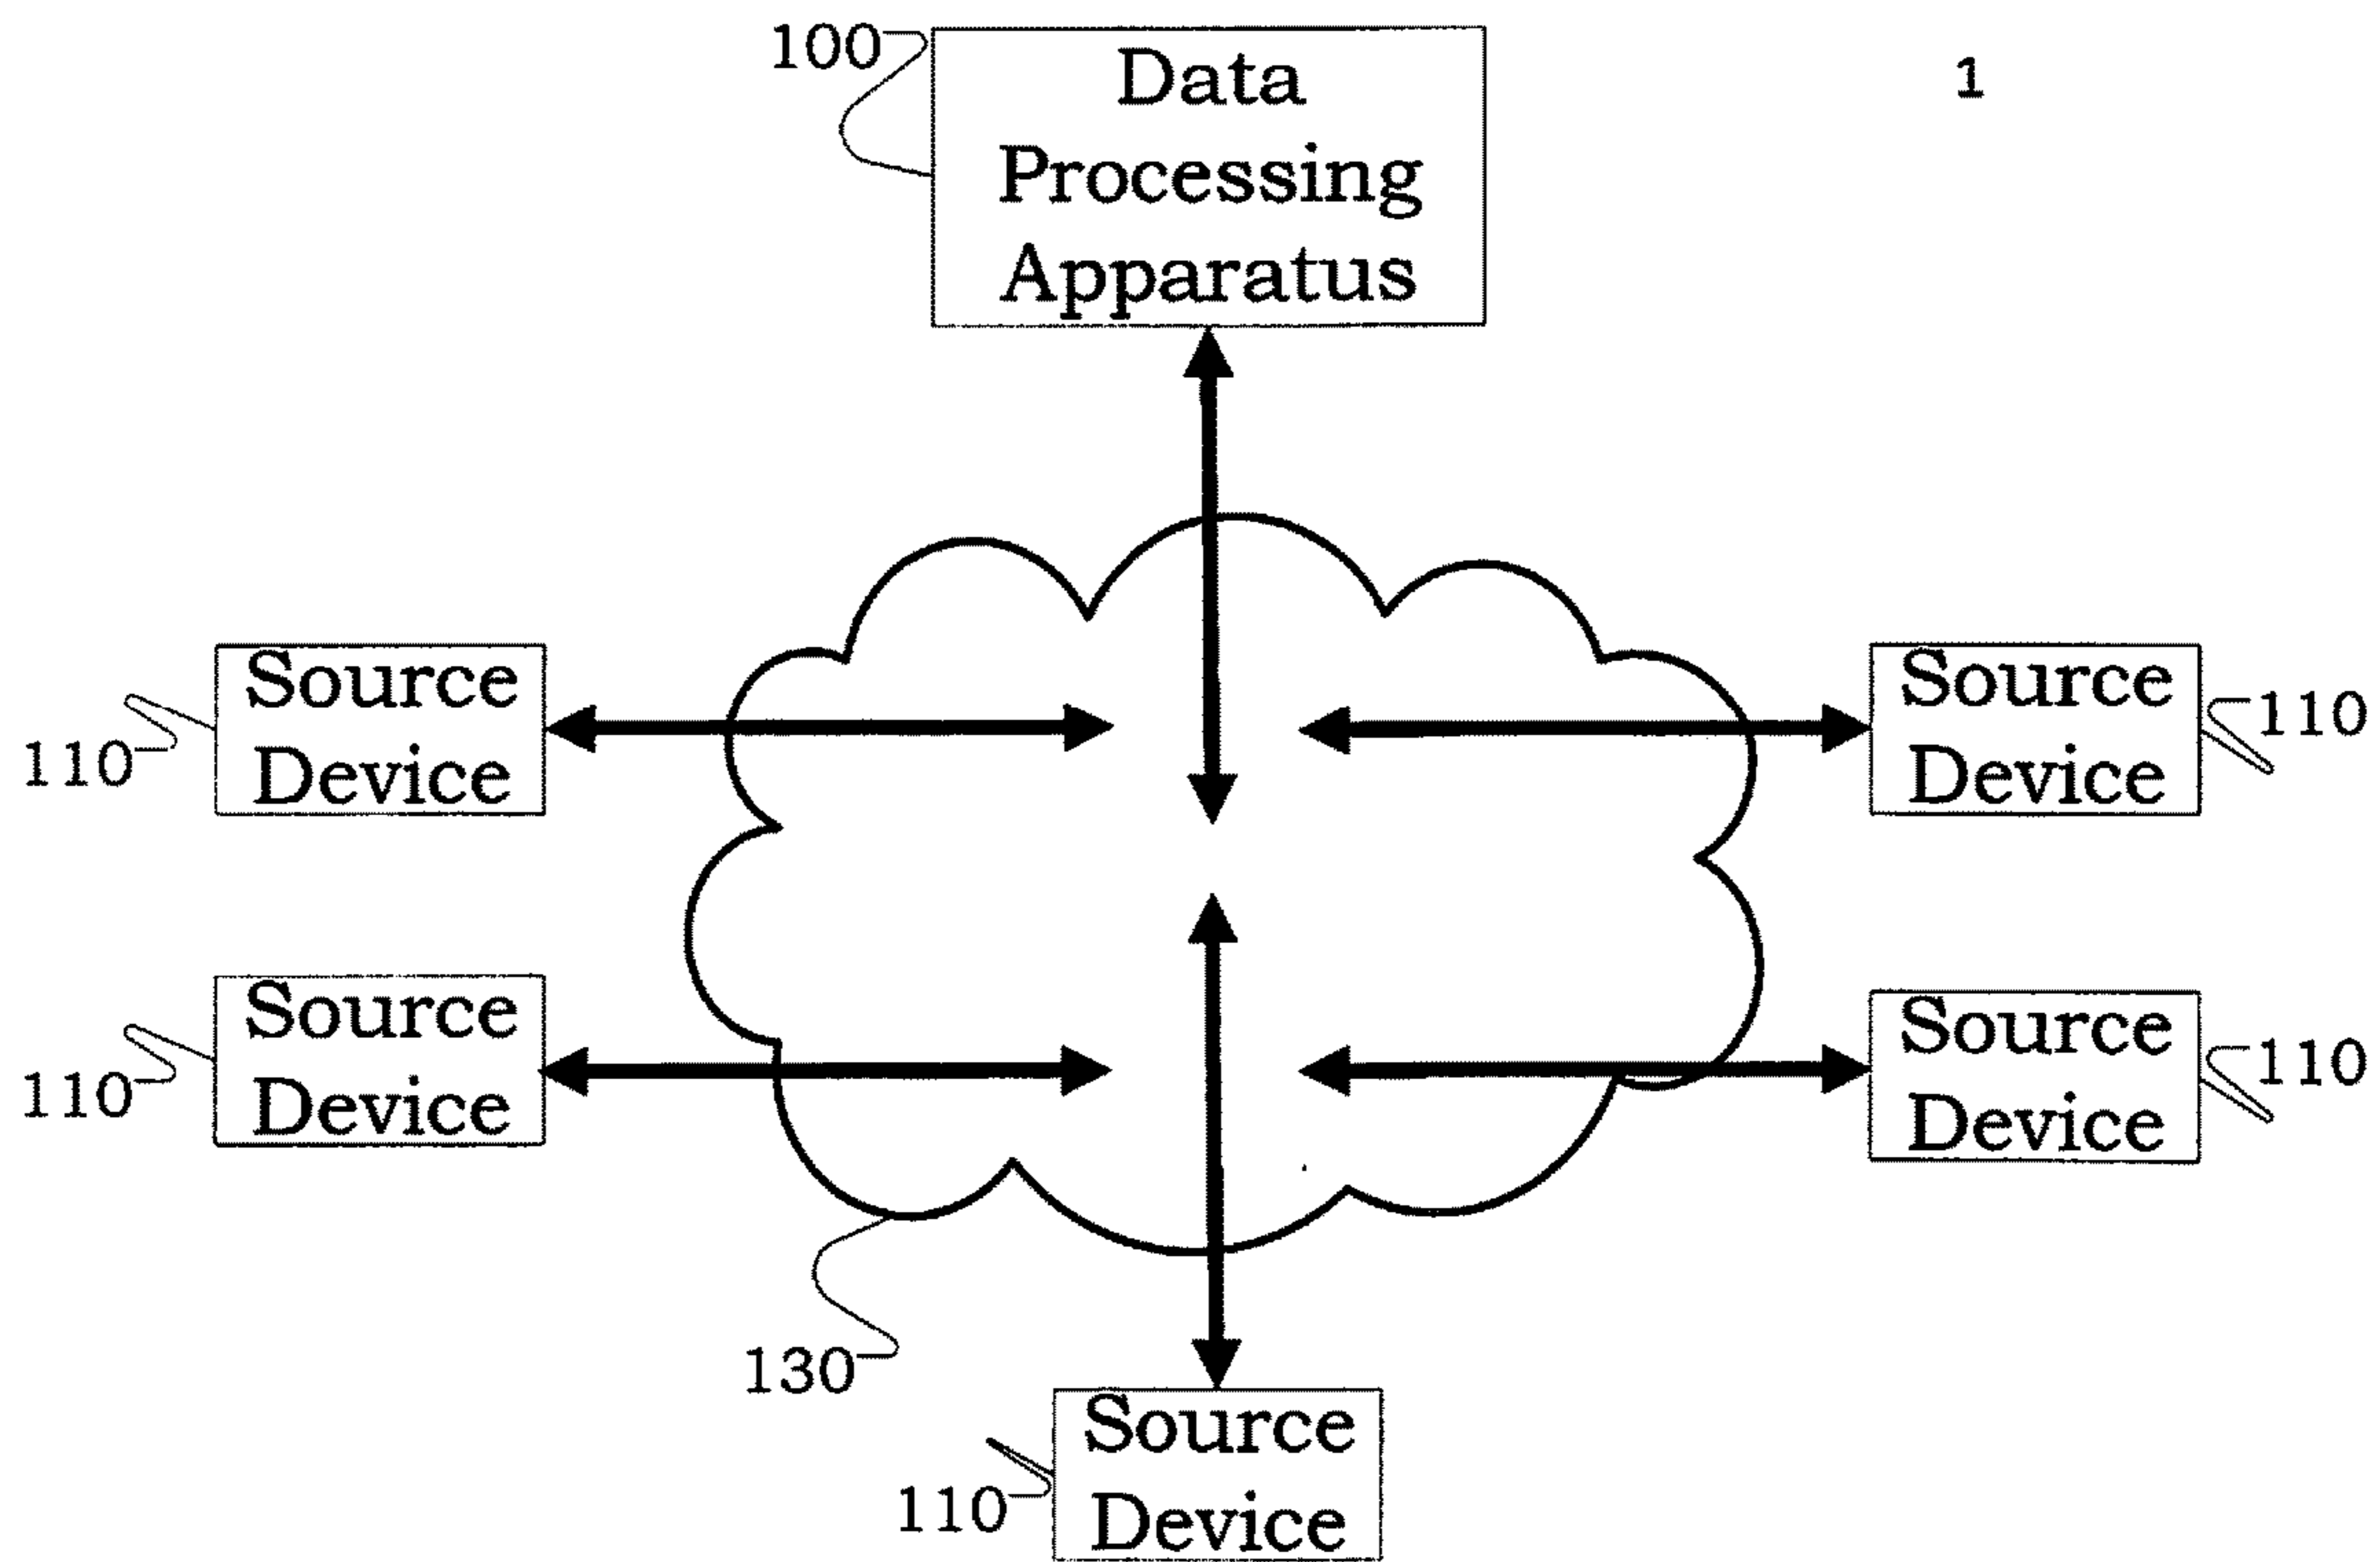 100
Data
Processing
Apparatus
1
Source
Device
110
Source
Device
110
Source
Device
110
Source
Device
110
130
Source
Device
110